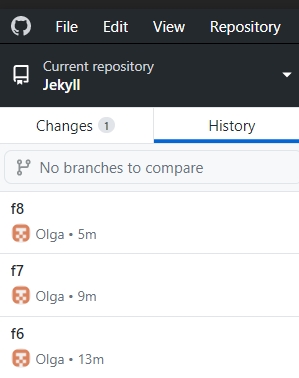 File Edit View Repository
Current repository
Jekyll
Changes 1 History
No branches to compare
f8
Olga • 5m
f7
Olga • 9m
f6
Olga • 13m